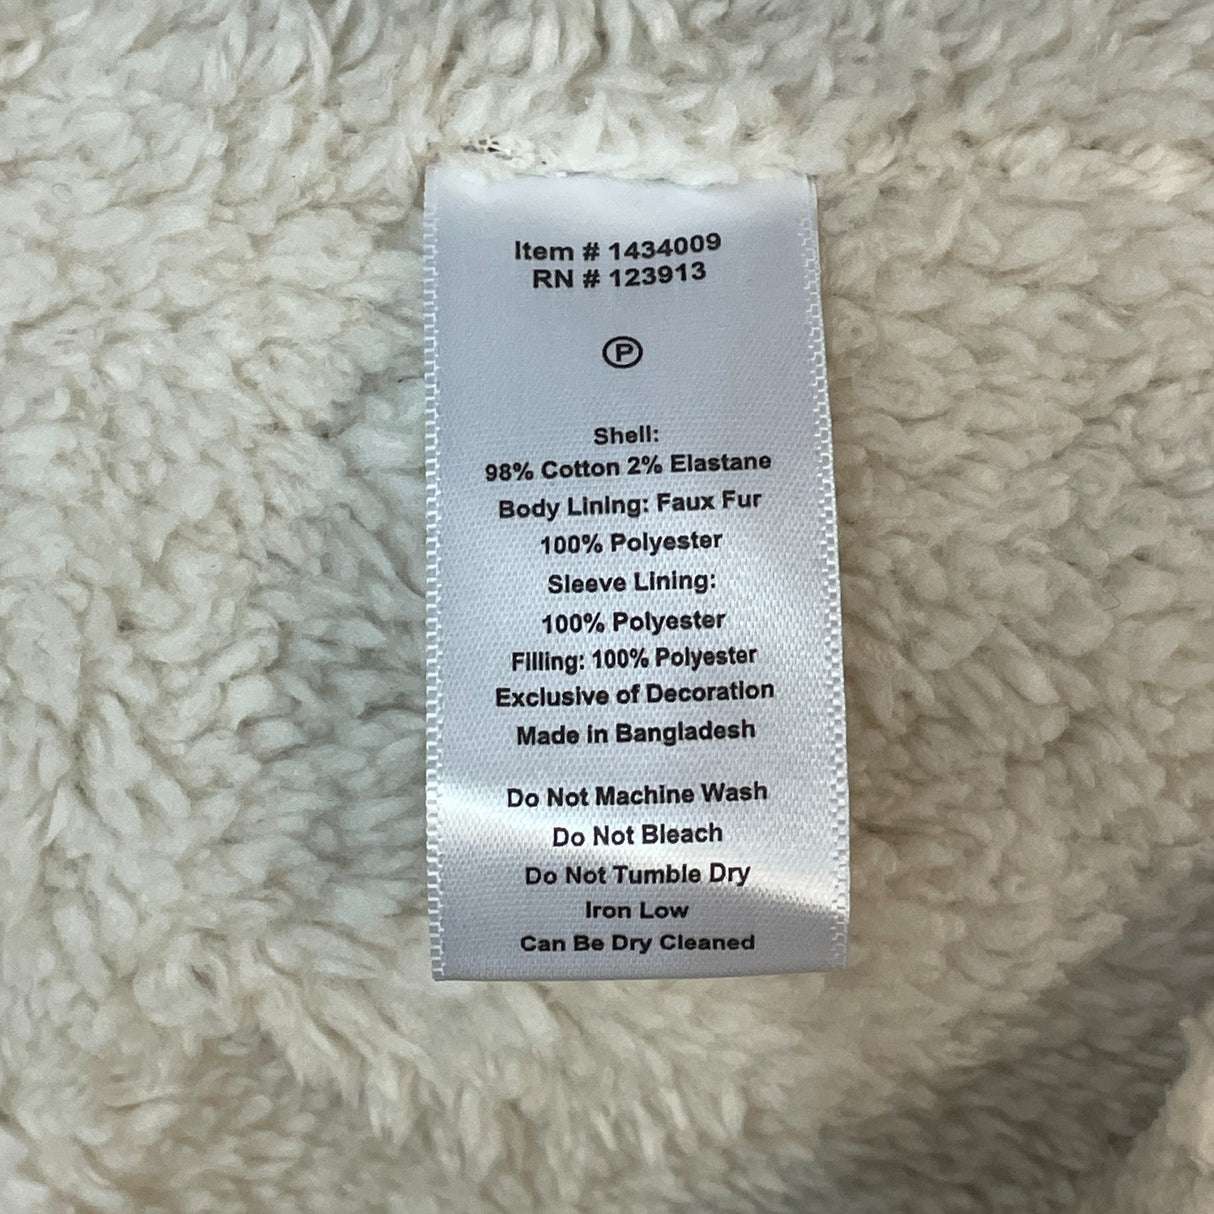 Item # 1434009
RN # 123913
P
Shell:
98% Cotton 2% Elastane
Body Lining: Faux Fur
100% Polyester
Sleeve Lining:
100% Polyester
Filling: 100% Polyester
Exclusive of Decoration
Made in Bangladesh
Do Not Machine Wash
Do Not Bleach
Do Not Tumble Dry
Iron Low
Can Be Dry Cleaned